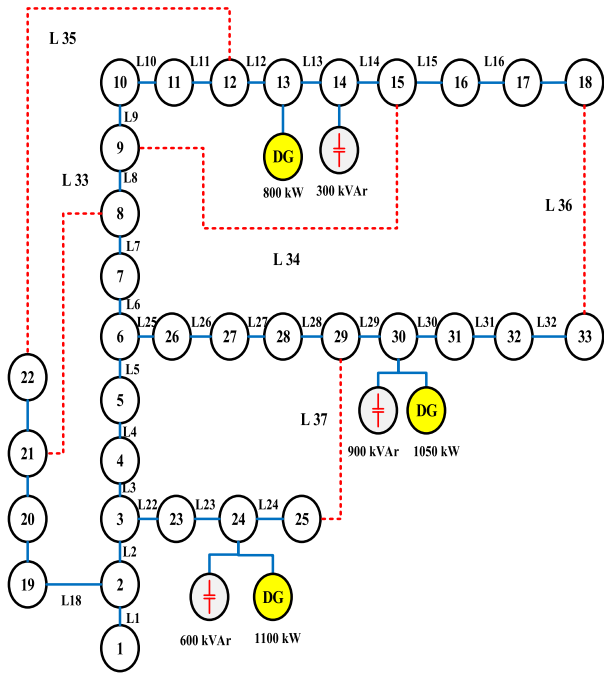 L 35
L10 L11 L12 L13 L14 L15 L16
10 11 12 13 14 15 16 17 18
L9
9
DG
L8
800 kW 300 kVAr
L 33
L 36
8
L 34
L7
7
L6
L25 L26 L27 L28 L29 L30 L31 L32
6 26 27 28 29 30 31 32 33
L5
22
5
DG
L 37
L4
900 kVAr 1050 kW
21
4
L3
L22 L23 L24
20
3 23 24 25
L2
19
2
DG
L18
L1
600 kVAr 1100 kW
1